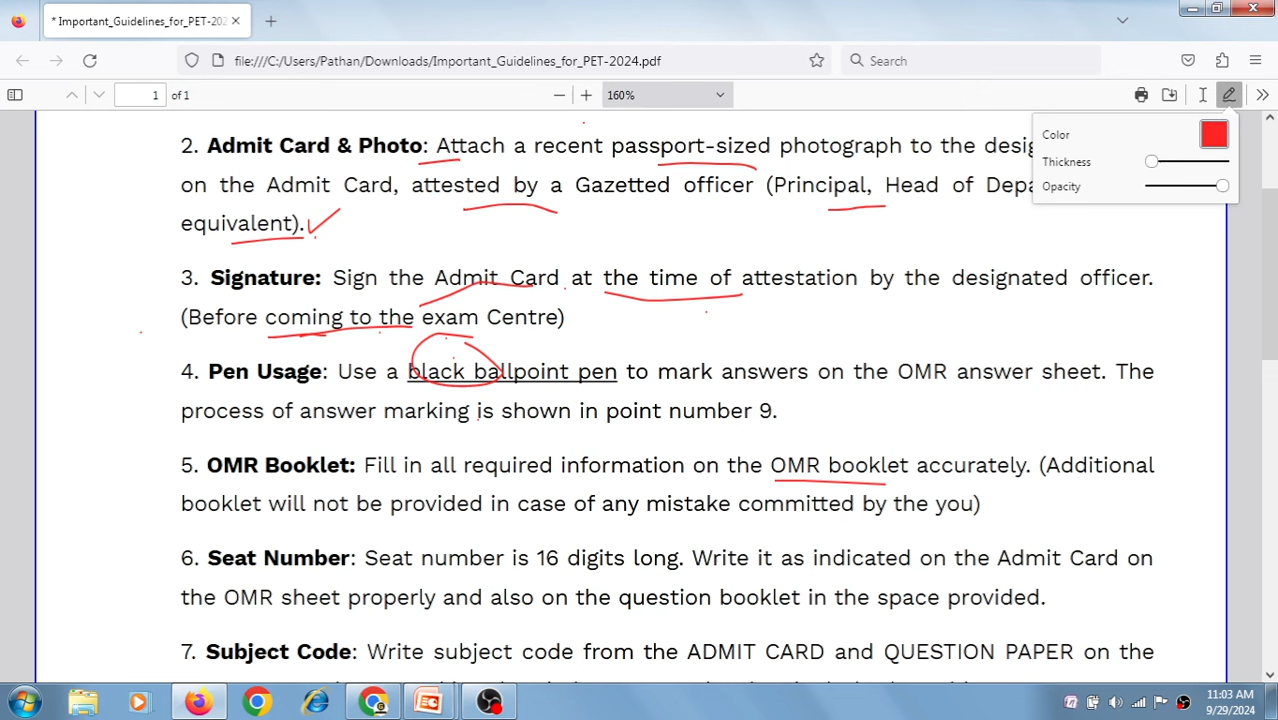 * Important_Guidelines_for_PET-202
file:///C:/Users/Pathan/Downloads/Important_Guidelines_for_PET-2024.pdf
Search
1 of 1
160%
Color
Thickness
Opacity
2. Admit Card & Photo: Attach a recent passport-sized photograph to the
on the Admit Card, attested by a Gazetted officer (Principal, Head of
equivalent).
3. Signature: Sign the Admit Card at the time of attestation by the designated officer.
(Before coming to the exam Centre)
4. Pen Usage: Use a black ballpoint pen to mark answers on the OMR answer sheet. The
process of answer marking is shown in point number 9.
5. OMR Booklet: Fill in all required information on the OMR booklet accurately. (Additional
booklet will not be provided in case of any mistake committed by the you)
6. Seat Number: Seat number is 16 digits long. Write it as indicated on the Admit Card on
the OMR sheet properly and also on the question booklet in the space provided.
7. Subject Code: Write subject code from the ADMIT CARD and QUESTION PAPER on the
11:03 AM
9/29/2024